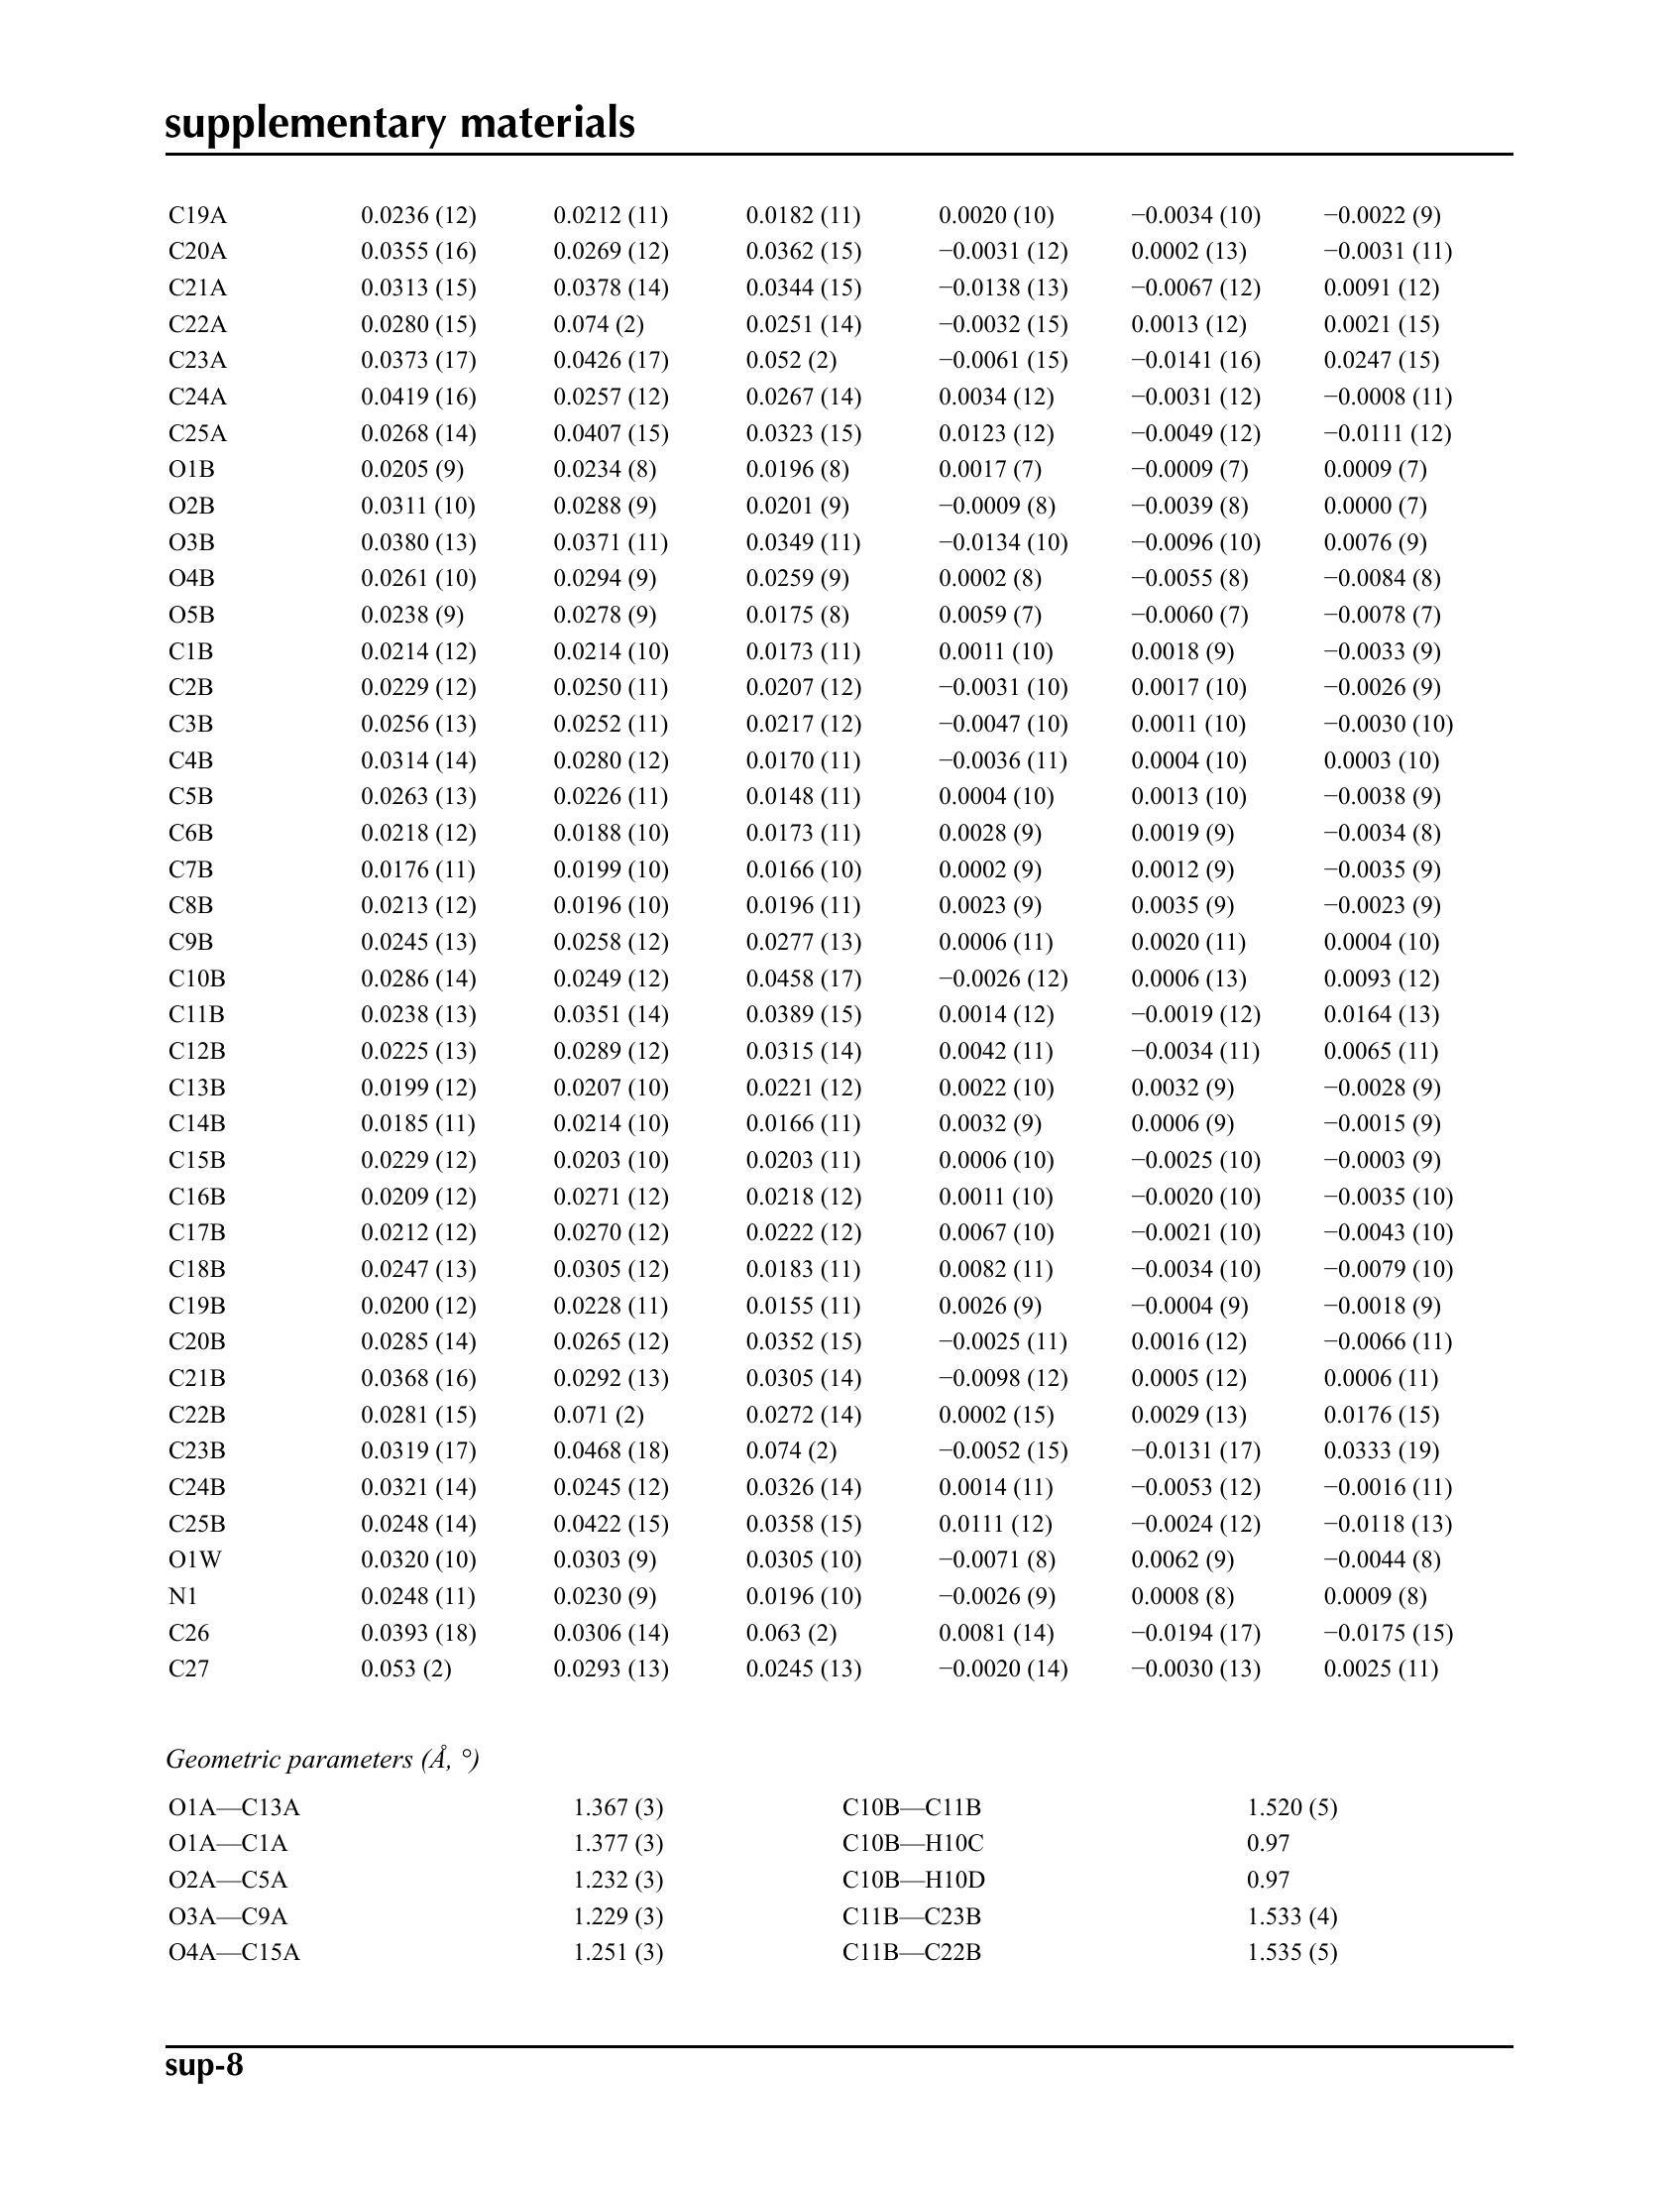 supplementary materials
C19A 0.0236 (12) 0.0212 (11) 0.0182 (11) 0.0020 (10) −0.0034 (10) −0.0022 (9)
C20A 0.0355 (16) 0.0269 (12) 0.0362 (15) −0.0031 (12) 0.0002 (13) −0.0031 (11)
C21A 0.0313 (15) 0.0378 (14) 0.0344 (15) −0.0138 (13) −0.0067 (12) 0.0091 (12)
C22A 0.0280 (15) 0.074 (2) 0.0251 (14) −0.0032 (15) 0.0013 (12) 0.0021 (15)
C23A 0.0373 (17) 0.0426 (17) 0.052 (2) −0.0061 (15) −0.0141 (16) 0.0247 (15)
C24A 0.0419 (16) 0.0257 (12) 0.0267 (14) 0.0034 (12) −0.0031 (12) −0.0008 (11)
C25A 0.0268 (14) 0.0407 (15) 0.0323 (15) 0.0123 (12) −0.0049 (12) −0.0111 (12)
O1B 0.0205 (9) 0.0234 (8) 0.0196 (8) 0.0017 (7) −0.0009 (7) 0.0009 (7)
O2B 0.0311 (10) 0.0288 (9) 0.0201 (9) −0.0009 (8) −0.0039 (8) 0.0000 (7)
O3B 0.0380 (13) 0.0371 (11) 0.0349 (11) −0.0134 (10) −0.0096 (10) 0.0076 (9)
O4B 0.0261 (10) 0.0294 (9) 0.0259 (9) 0.0002 (8) −0.0055 (8) −0.0084 (8)
O5B 0.0238 (9) 0.0278 (9) 0.0175 (8) 0.0059 (7) −0.0060 (7) −0.0078 (7)
C1B 0.0214 (12) 0.0214 (10) 0.0173 (11) 0.0011 (10) 0.0018 (9) −0.0033 (9)
C2B 0.0229 (12) 0.0250 (11) 0.0207 (12) −0.0031 (10) 0.0017 (10) −0.0026 (9)
C3B 0.0256 (13) 0.0252 (11) 0.0217 (12) −0.0047 (10) 0.0011 (10) −0.0030 (10)
C4B 0.0314 (14) 0.0280 (12) 0.0170 (11) −0.0036 (11) 0.0004 (10) 0.0003 (10)
C5B 0.0263 (13) 0.0226 (11) 0.0148 (11) 0.0004 (10) 0.0013 (10) −0.0038 (9)
C6B 0.0218 (12) 0.0188 (10) 0.0173 (11) 0.0028 (9) 0.0019 (9) −0.0034 (8)
C7B 0.0176 (11) 0.0199 (10) 0.0166 (10) 0.0002 (9) 0.0012 (9) −0.0035 (9)
C8B 0.0213 (12) 0.0196 (10) 0.0196 (11) 0.0023 (9) 0.0035 (9) −0.0023 (9)
C9B 0.0245 (13) 0.0258 (12) 0.0277 (13) 0.0006 (11) 0.0020 (11) 0.0004 (10)
C10B 0.0286 (14) 0.0249 (12) 0.0458 (17) −0.0026 (12) 0.0006 (13) 0.0093 (12)
C11B 0.0238 (13) 0.0351 (14) 0.0389 (15) 0.0014 (12) −0.0019 (12) 0.0164 (13)
C12B 0.0225 (13) 0.0289 (12) 0.0315 (14) 0.0042 (11) −0.0034 (11) 0.0065 (11)
C13B 0.0199 (12) 0.0207 (10) 0.0221 (12) 0.0022 (10) 0.0032 (9) −0.0028 (9)
C14B 0.0185 (11) 0.0214 (10) 0.0166 (11) 0.0032 (9) 0.0006 (9) −0.0015 (9)
C15B 0.0229 (12) 0.0203 (10) 0.0203 (11) 0.0006 (10) −0.0025 (10) −0.0003 (9)
C16B 0.0209 (12) 0.0271 (12) 0.0218 (12) 0.0011 (10) −0.0020 (10) −0.0035 (10)
C17B 0.0212 (12) 0.0270 (12) 0.0222 (12) 0.0067 (10) −0.0021 (10) −0.0043 (10)
C18B 0.0247 (13) 0.0305 (12) 0.0183 (11) 0.0082 (11) −0.0034 (10) −0.0079 (10)
C19B 0.0200 (12) 0.0228 (11) 0.0155 (11) 0.0026 (9) −0.0004 (9) −0.0018 (9)
C20B 0.0285 (14) 0.0265 (12) 0.0352 (15) −0.0025 (11) 0.0016 (12) −0.0066 (11)
C21B 0.0368 (16) 0.0292 (13) 0.0305 (14) −0.0098 (12) 0.0005 (12) 0.0006 (11)
C22B 0.0281 (15) 0.071 (2) 0.0272 (14) 0.0002 (15) 0.0029 (13) 0.0176 (15)
C23B 0.0319 (17) 0.0468 (18) 0.074 (2) −0.0052 (15) −0.0131 (17) 0.0333 (19)
C24B 0.0321 (14) 0.0245 (12) 0.0326 (14) 0.0014 (11) −0.0053 (12) −0.0016 (11)
C25B 0.0248 (14) 0.0422 (15) 0.0358 (15) 0.0111 (12) −0.0024 (12) −0.0118 (13)
O1W 0.0320 (10) 0.0303 (9) 0.0305 (10) −0.0071 (8) 0.0062 (9) −0.0044 (8)
N1 0.0248 (11) 0.0230 (9) 0.0196 (10) −0.0026 (9) 0.0008 (8) 0.0009 (8)
C26 0.0393 (18) 0.0306 (14) 0.063 (2) 0.0081 (14) −0.0194 (17) −0.0175 (15)
C27 0.053 (2) 0.0293 (13) 0.0245 (13) −0.0020 (14) −0.0030 (13) 0.0025 (11)
Geometric parameters (Å, °)
O1A—C13A 1.367 (3) C10B—C11B 1.520 (5)
O1A—C1A 1.377 (3) C10B—H10C 0.97
O2A—C5A 1.232 (3) C10B—H10D 0.97
O3A—C9A 1.229 (3) C11B—C23B 1.533 (4)
O4A—C15A 1.251 (3) C11B—C22B 1.535 (5)
sup-8